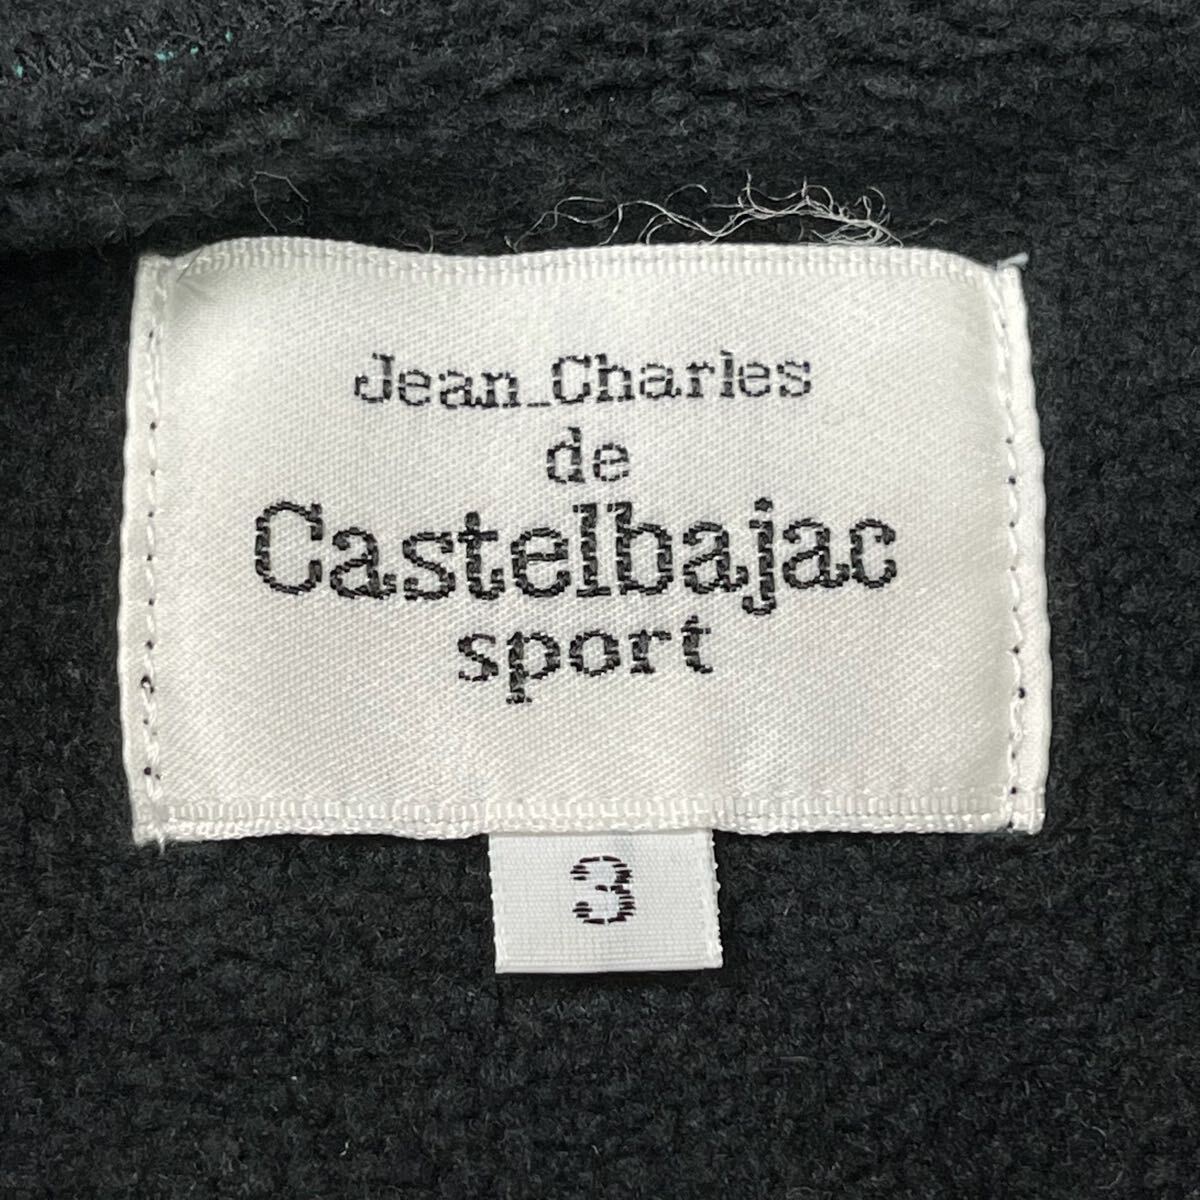 Jean_Charles
de
Castelbajac
sport
3